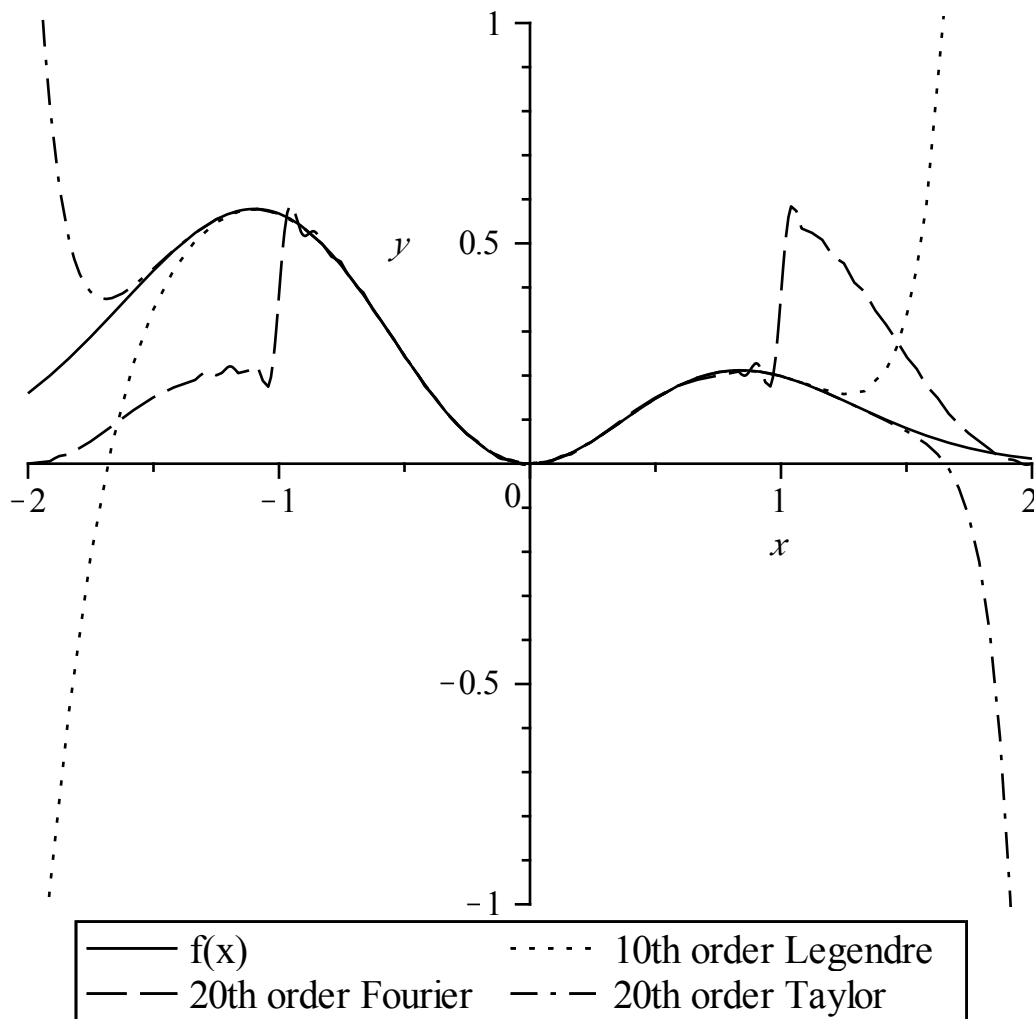 1
y
0.5
−2
−1
0
1
2
x
−0.5
−1
f(x)
10th order Legendre
20th order Fourier
20th order Taylor